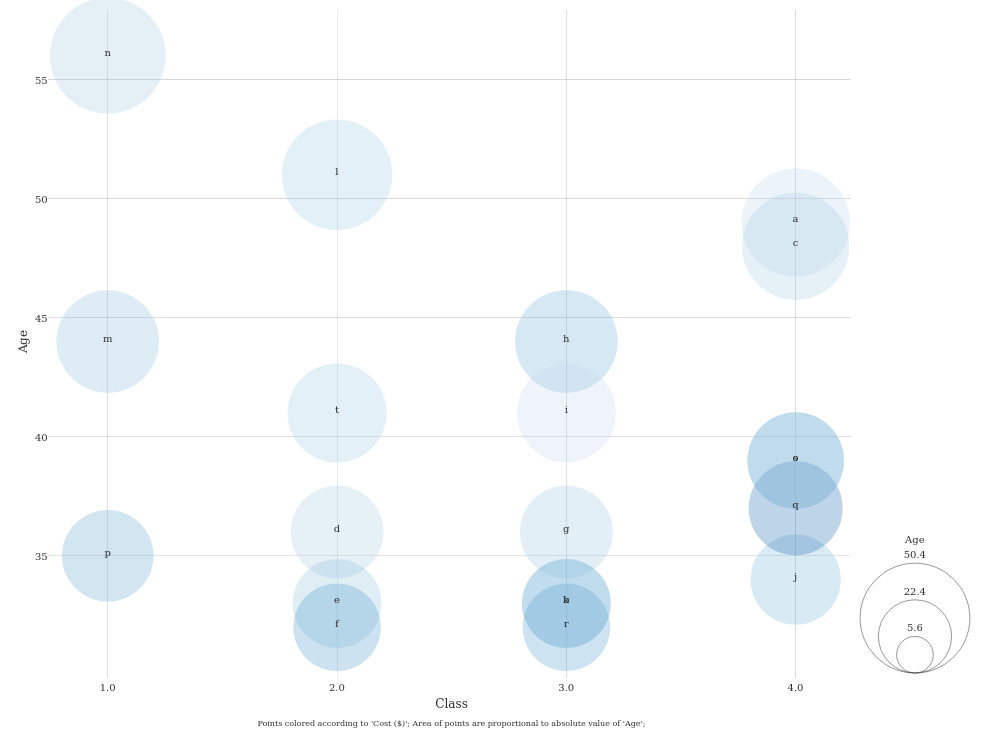 n
55
l
50
a
c
45
m
h
Age
t
i
40
q
d
g
35
p
j
e
f
r
Age
50.4
22.4
5.6
1.0
2.0
3.0
4.0
Class
Points colored according to 'Cost ($)'; Area of points are proportional to absolute value of 'Age';